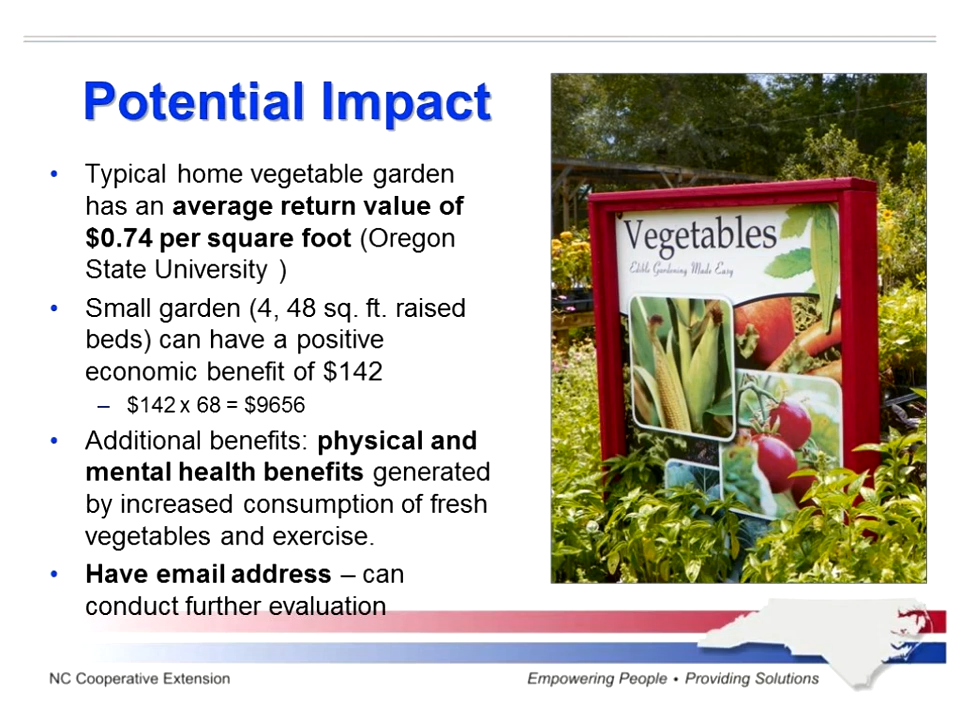 Potential Impact
• Typical home vegetable garden
has an average return value of
$0.74 per square foot (Oregon
State University )
• Small garden (4, 48 sq. ft. raised
beds) can have a positive
economic benefit of $142
– $142 x 68 = $9656
• Additional benefits: physical and
mental health benefits generated
by increased consumption of fresh
vegetables and exercise.
• Have email address – can
conduct further evaluation
Vegetables
Edible Gardening Made Easy
NC Cooperative Extension
Empowering People • Providing Solutions